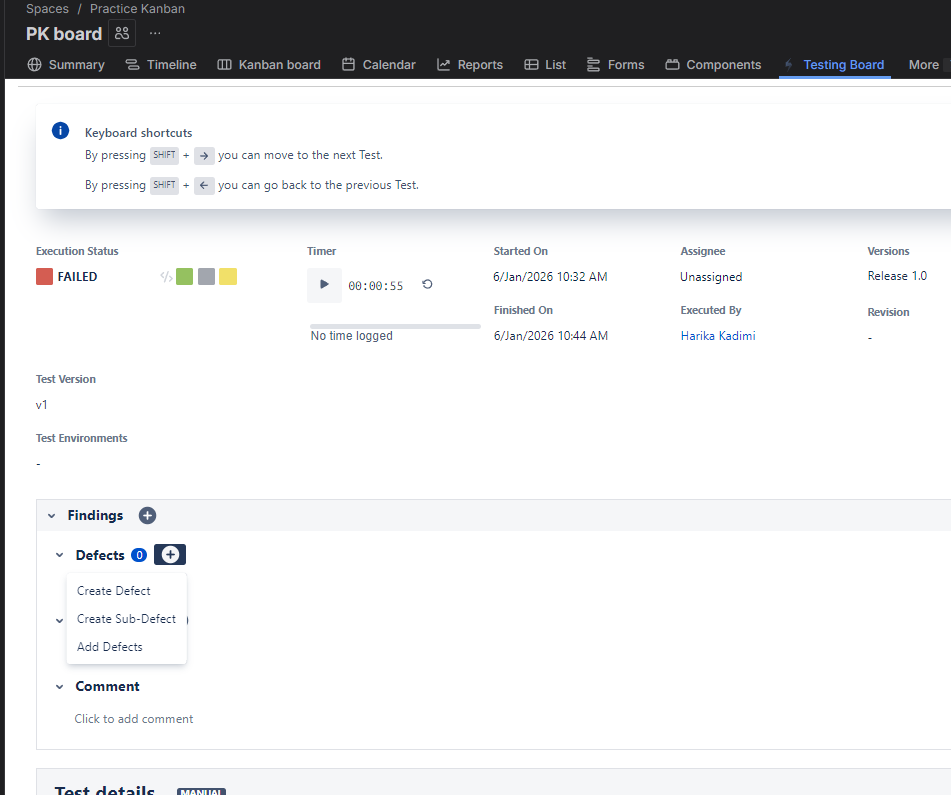 Spaces / Practice Kanban
PK board ...
Summary Timeline Kanban board Calendar Reports List Forms Components Testing Board More
Keyboard shortcuts
By pressing SHIFT + → you can move to the next Test.
By pressing SHIFT + ← you can go back to the previous Test.
Execution Status Timer Started On Assignee Versions
FAILED 00:00:55 6/Jan/2026 10:32 AM Unassigned Release 1.0
Finished On Executed By Revision
No time logged 6/Jan/2026 10:44 AM Harika Kadimi -
Test Version
v1
Test Environments
-
Findings
Defects 0
Create Defect
Create Sub-Defect
Add Defects
Comment
Click to add comment
Test details MANUAL